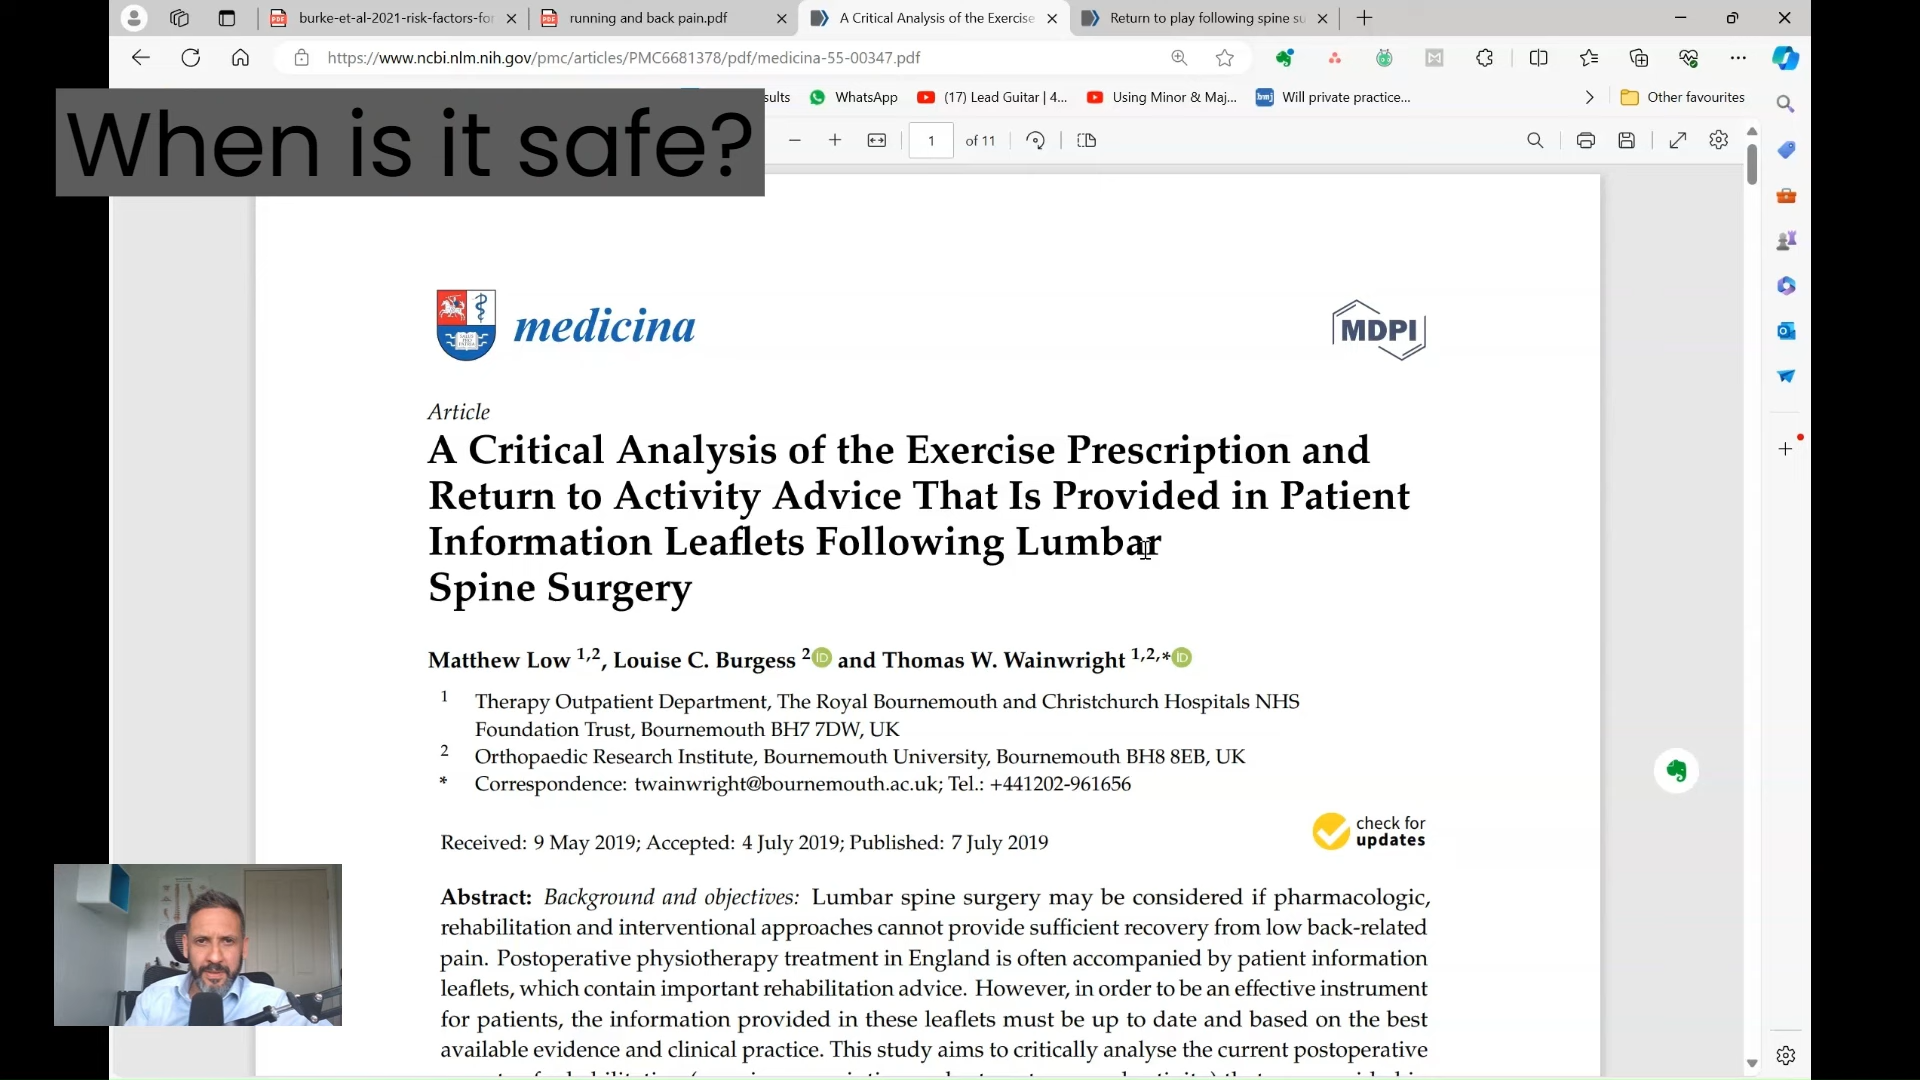 burke-et-al-2021-risk-factors-for
running and back pain.pdf
A Critical Analysis of the Exercise
Return to play following spine su
https://www.ncbi.nlm.nih.gov/pmc/articles/PMC6681378/pdf/medicina-55-00347.pdf
WhatsApp
(17) Lead Guitar | 4...
Using Minor & Maj...
Will private practice...
Other favourites
When is it safe?
1 of 11
medicina
MDPI
Article
A Critical Analysis of the Exercise Prescription and
Return to Activity Advice That Is Provided in Patient
Information Leaflets Following Lumbar
Spine Surgery
Matthew Low 1,2, Louise C. Burgess 2 iD and Thomas W. Wainwright 1,2,* iD
1 Therapy Outpatient Department, The Royal Bournemouth and Christchurch Hospitals NHS
Foundation Trust, Bournemouth BH7 7DW, UK
2 Orthopaedic Research Institute, Bournemouth University, Bournemouth BH8 8EB, UK
* Correspondence: twainwright@bournemouth.ac.uk; Tel.: +441202-961656
Received: 9 May 2019; Accepted: 4 July 2019; Published: 7 July 2019
check for
updates
Abstract: Background and objectives: Lumbar spine surgery may be considered if pharmacologic,
rehabilitation and interventional approaches cannot provide sufficient recovery from low back-related
pain. Postoperative physiotherapy treatment in England is often accompanied by patient information
leaflets, which contain important rehabilitation advice. However, in order to be an effective instrument
for patients, the information provided in these leaflets must be up to date and based on the best
available evidence and clinical practice. This study aims to critically analyse the current postoperative